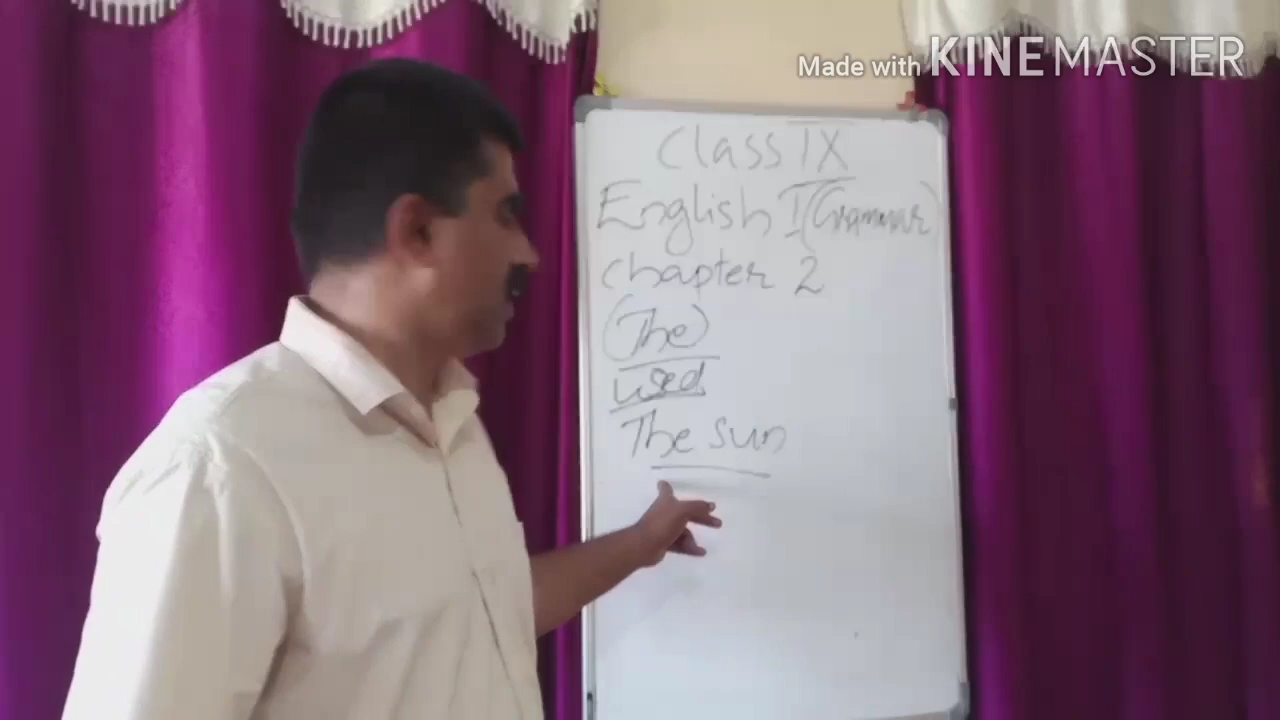 Made with KINEMASTER
Class IX
English I (Grammar)
Chapter 2
(The)
used
The sun